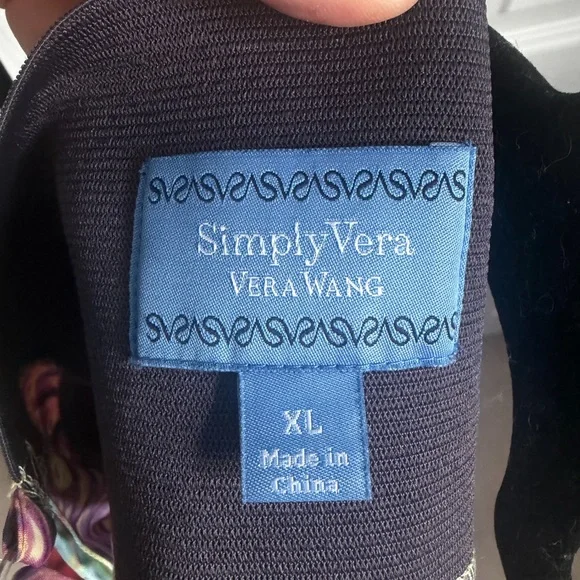 SimplyVera
VERA WANG
XL
Made in
China